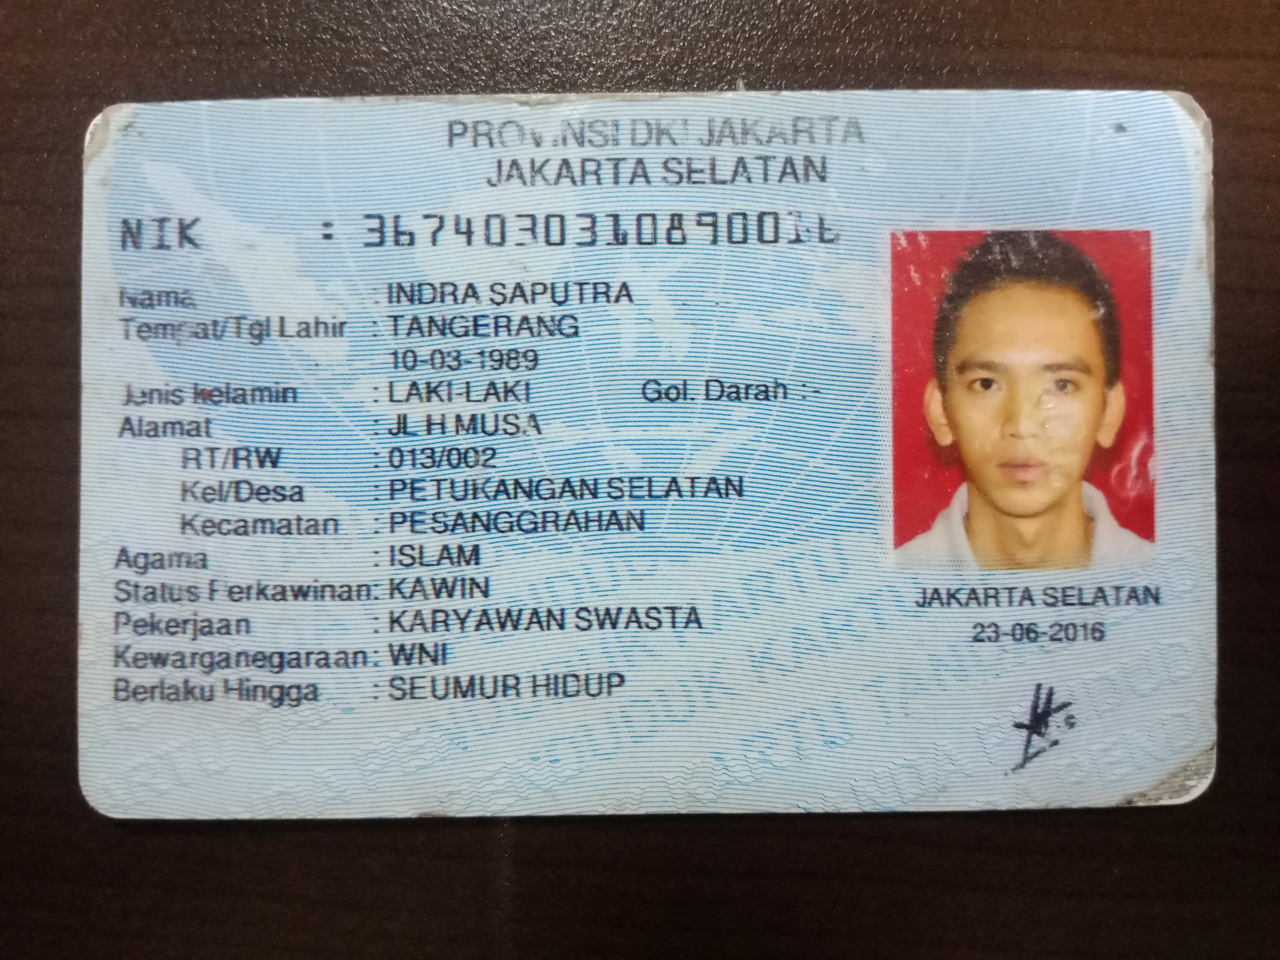 PROVINSI DKI JAKARTA
JAKARTA SELATAN
NIK :
Nama : INDRA SAPUTRA
Tempat/Tgl Lahir : TANGERANG
10-03-1989
Jenis kelamin : LAKI-LAKI Gol. Darah : -
Alamat : JL H MUSA
RT/RW : 013/002
Kel/Desa : PETUKANGAN SELATAN
Kecamatan : PESANGGRAHAN
Agama : ISLAM
Status Perkawinan: KAWIN
Pekerjaan : KARYAWAN SWASTA
Kewarganegaraan: WNI
Berlaku Hingga : SEUMUR HIDUP
JAKARTA SELATAN
23-06-2016